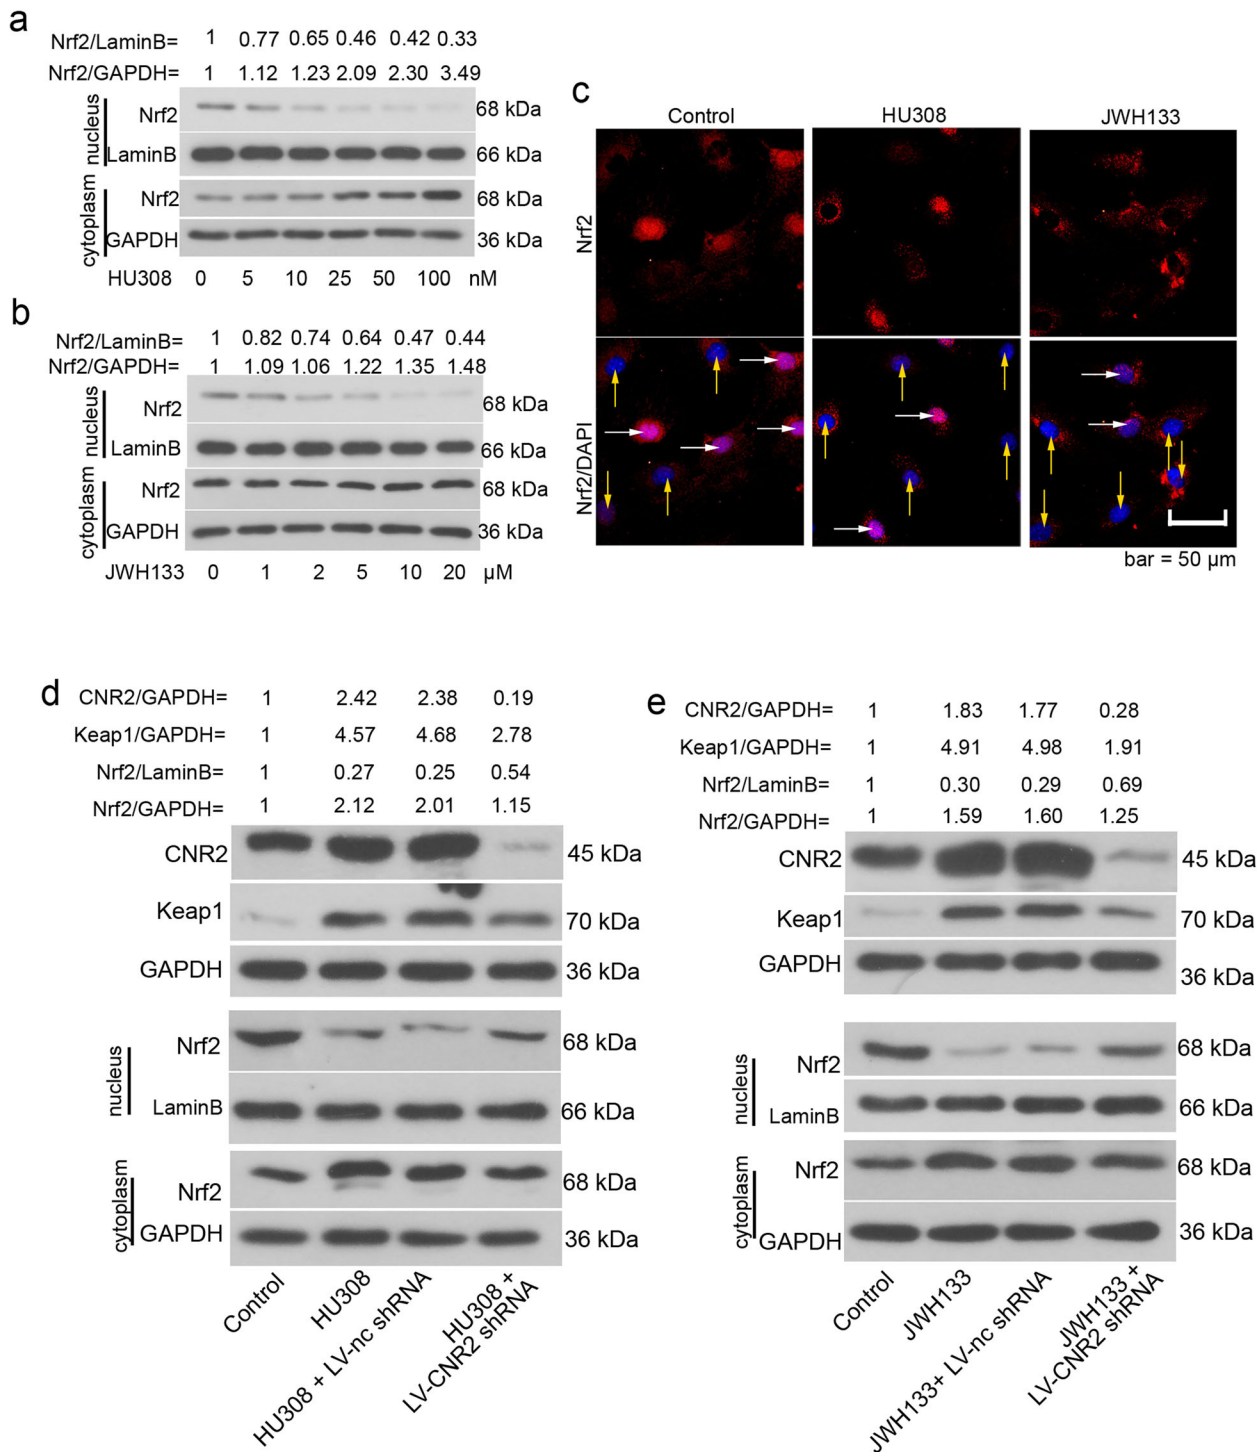 a
Nrf2/LaminB= 1 0.77 0.65 0.46 0.42 0.33
Nrf2/GAPDH= 1 1.12 1.23 2.09 2.30 3.49
nucleus
Nrf2 68 kDa
LaminB 66 kDa
cytoplasm
Nrf2 68 kDa
GAPDH 36 kDa
HU308 0 5 10 25 50 100 nM
b
Nrf2/LaminB= 1 0.82 0.74 0.64 0.47 0.44
Nrf2/GAPDH= 1 1.09 1.06 1.22 1.35 1.48
nucleus
Nrf2 68 kDa
LaminB 66 kDa
cytoplasm
Nrf2 68 kDa
GAPDH 36 kDa
JWH133 0 1 2 5 10 20 µM
c
Control HU308 JWH133
Nrf2
Nrf2/DAPI
bar = 50 µm
d
CNR2/GAPDH= 1 2.42 2.38 0.19
Keap1/GAPDH= 1 4.57 4.68 2.78
Nrf2/LaminB= 1 0.27 0.25 0.54
Nrf2/GAPDH= 1 2.12 2.01 1.15
CNR2 45 kDa
Keap1 70 kDa
GAPDH 36 kDa
nucleus
Nrf2 68 kDa
LaminB 66 kDa
cytoplasm
Nrf2 68 kDa
GAPDH 36 kDa
Control
HU308
HU308 + LV-nc shRNA
HU308 +
LV-CNR2 shRNA
e
CNR2/GAPDH= 1 1.83 1.77 0.28
Keap1/GAPDH= 1 4.91 4.98 1.91
Nrf2/LaminB= 1 0.30 0.29 0.69
Nrf2/GAPDH= 1 1.59 1.60 1.25
CNR2 45 kDa
Keap1 70 kDa
GAPDH 36 kDa
nucleus
Nrf2 68 kDa
LaminB 66 kDa
cytoplasm
Nrf2 68 kDa
GAPDH 36 kDa
Control
JWH133
JWH133+ LV-nc shRNA
JWH133 +
LV-CNR2 shRNA